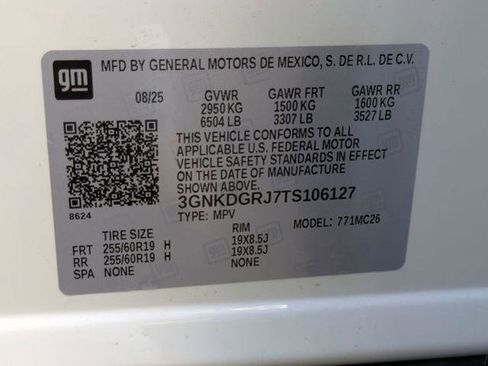 gm
MFD BY GENERAL MOTORS DE MEXICO, S. DE R.L. DE C.V.
08/25 GVWR GAWR FRT GAWR RR
2950 KG 1500 KG 1600 KG
6504 LB 3307 LB 3527 LB
THIS VEHICLE CONFORMS TO ALL
APPLICABLE U.S. FEDERAL MOTOR
VEHICLE SAFETY STANDARDS IN EFFECT
ON THE DATE OF MANUFACTURE
3GNKDGRJ7TS106127
8624
TYPE: MPV MODEL: 771MC26
TIRE SIZE RIM
FRT 255/60R19 H 19X8.5J
RR 255/60R19 H 19X8.5J
SPA NONE NONE